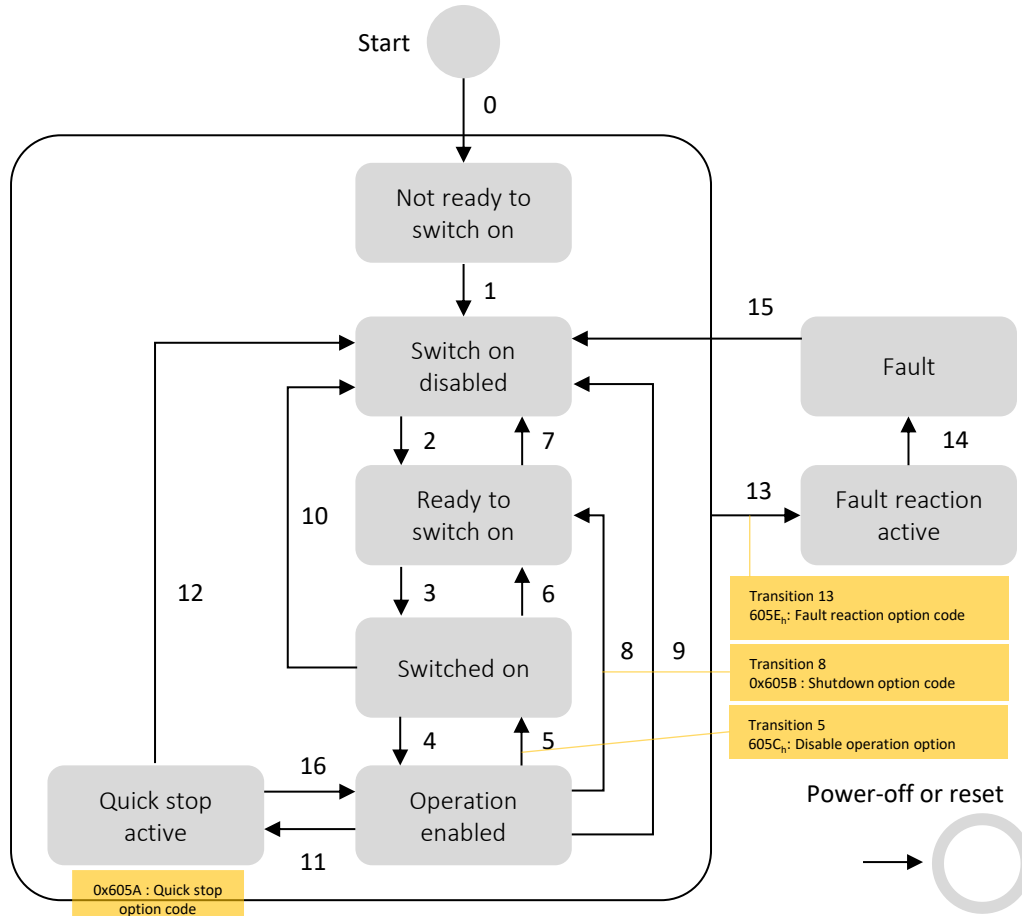 Start
0
Not ready to
switch on
1
15
Switch on
disabled
Fault
2
7
14
10
Ready to
switch on
13
Fault reaction
active
12
3
6
Transition 13
605Eₕ: Fault reaction option code
8
9
Switched on
Transition 8
0x605B : Shutdown option code
4
5
Transition 5
605Cₕ: Disable operation option
16
Quick stop
active
Operation
enabled
Power-off or reset
11
0x605A : Quick stop
option code